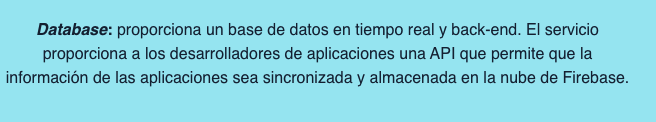 Database: proporciona un base de datos en tiempo real y back-end. El servicio
proporciona a los desarrolladores de aplicaciones una API que permite que la
información de las aplicaciones sea sincronizada y almacenada en la nube de Firebase.